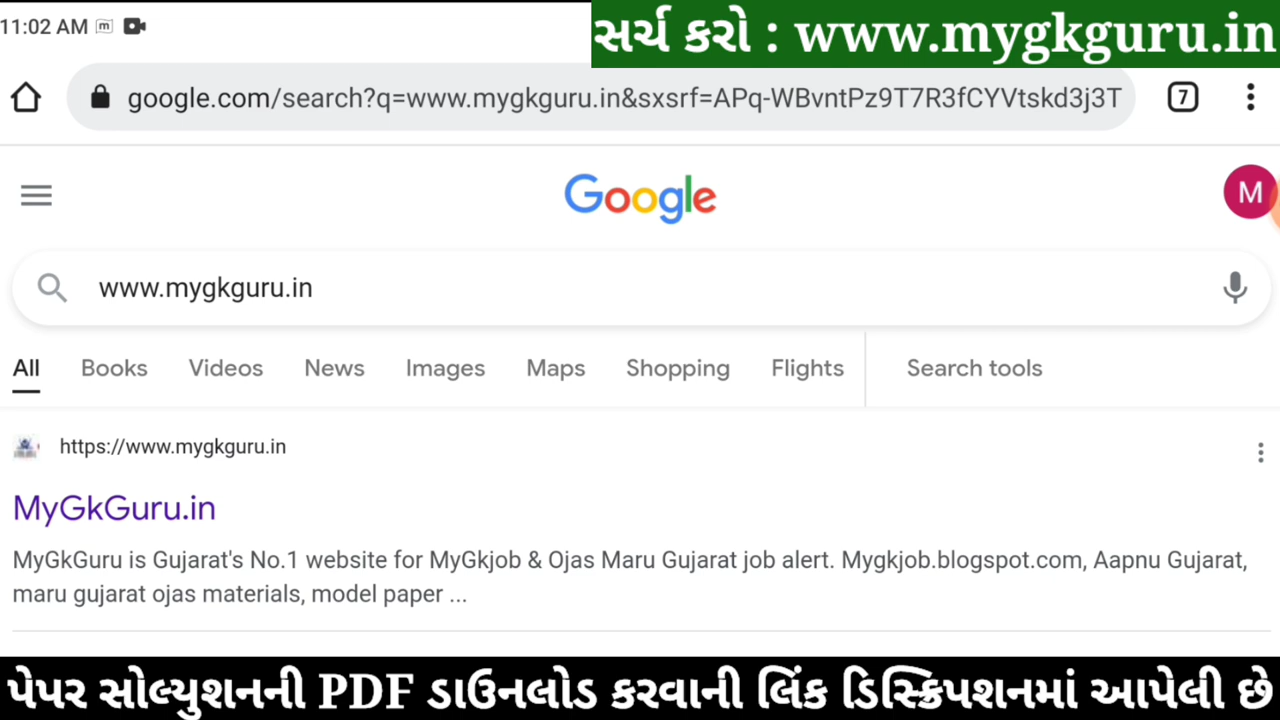 11:02 AM
સર્ચ કરો : www.mygkguru.in
google.com/search?q=www.mygkguru.in&sxsrf=APq-WBvntPz9T7R3fCYVtskd3j3T
7
Google
M
www.mygkguru.in
All Books Videos News Images Maps Shopping Flights Search tools
https://www.mygkguru.in
MyGkGuru.in
MyGkGuru is Gujarat's No.1 website for MyGkjob & Ojas Maru Gujarat job alert. Mygkjob.blogspot.com, Aapnu Gujarat,
maru gujarat ojas materials, model paper ...
પેપર સોલ્યુશનની PDF ડાઉનલોડ કરવાની લિંક ડિસ્ક્રિપશનમાં આપેલી છે